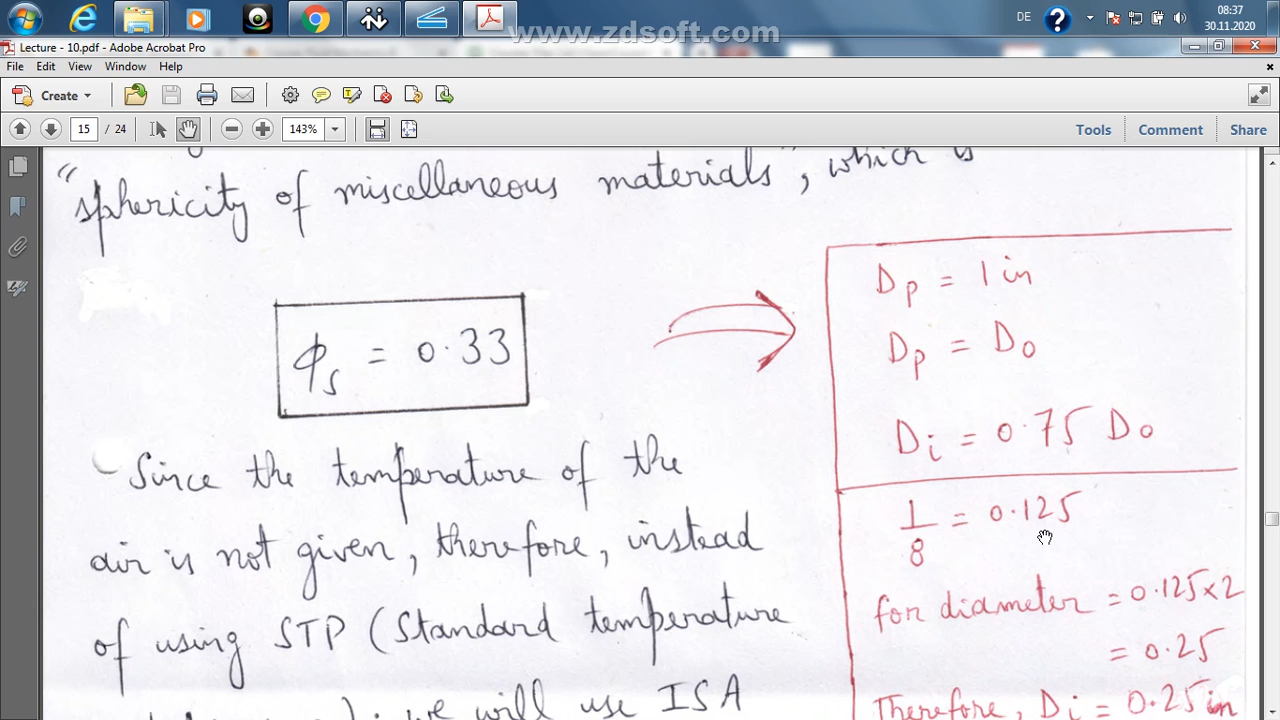 DE
08:37
30.11.2020
www.zdsoft.com
Lecture - 10.pdf - Adobe Acrobat Pro
File Edit View Window Help
Create
15 / 24
143%
Tools Comment Share
"sphericity of miscellaneous materials", which is
ϕs = 0.33
Dp = 1 in
Dp = Do
Di = 0.75 Do
1/8 = 0.125
for diameter = 0.125x2
= 0.25
Therefore, Di = 0.25 in
Since the temperature of the
air is not given, therefore, instead
of using STP (Standard temperature
we will use ISA